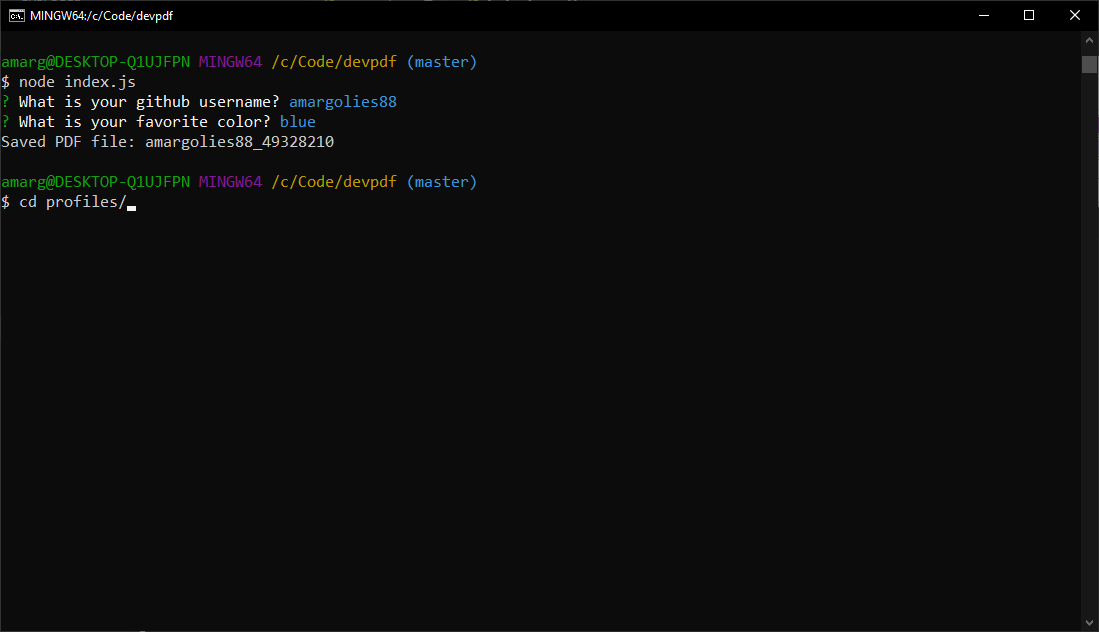 MINGW64:/c/Code/devpdf
amarg@DESKTOP-Q1UJFPN MINGW64 /c/Code/devpdf (master)
$ node index.js
? What is your github username? amargolies88
? What is your favorite color? blue
Saved PDF file: amargolies88_49328210
amarg@DESKTOP-Q1UJFPN MINGW64 /c/Code/devpdf (master)
$ cd profiles/